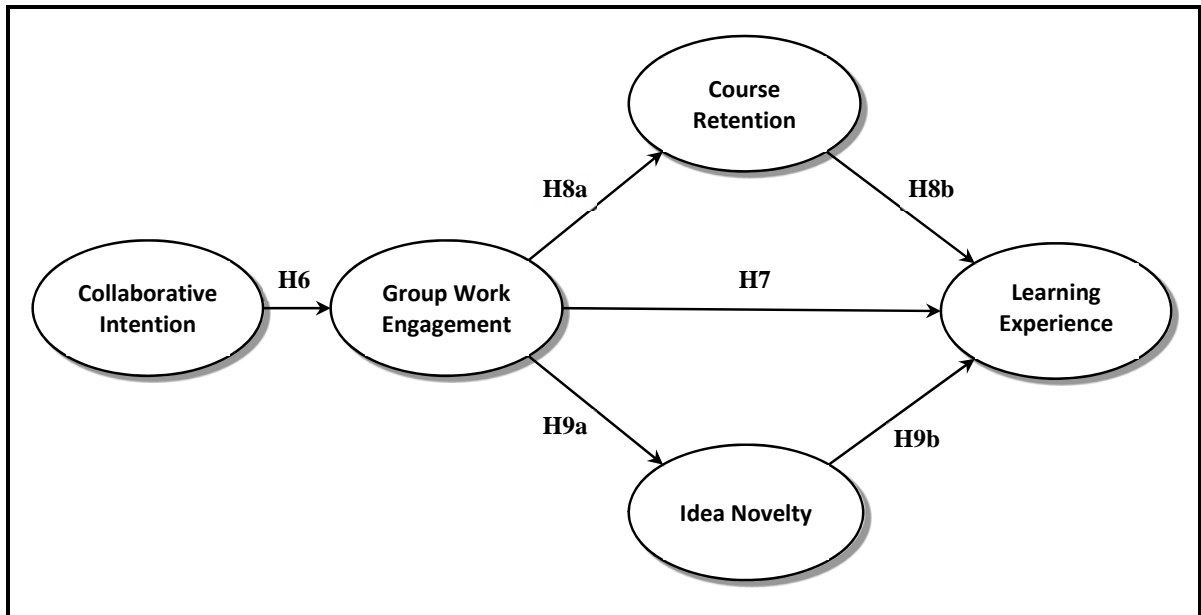 Course
Retention
H8a
H8b
Collaborative
Intention
H6
Group Work
Engagement
H7
Learning
Experience
H9a
H9b
Idea Novelty